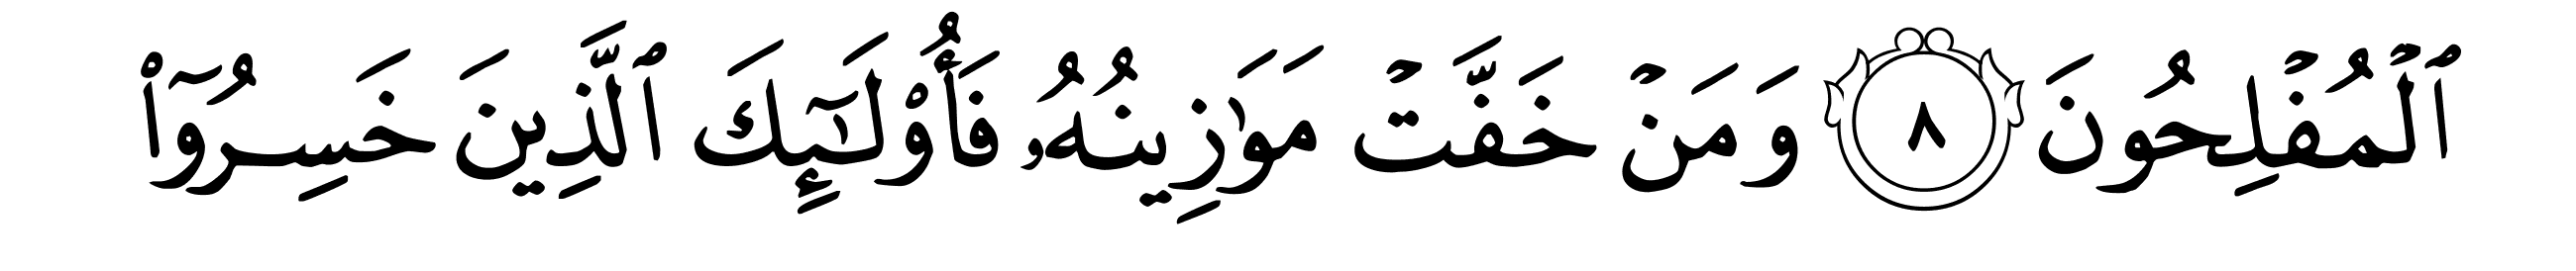 ٱلۡمُفۡلِحُونَ ٨ وَمَنۡ خَفَّتۡ مَوَٰزِينُهُۥ فَأُوْلَٰٓئِكَ ٱلَّذِينَ خَسِرُوٓاْ